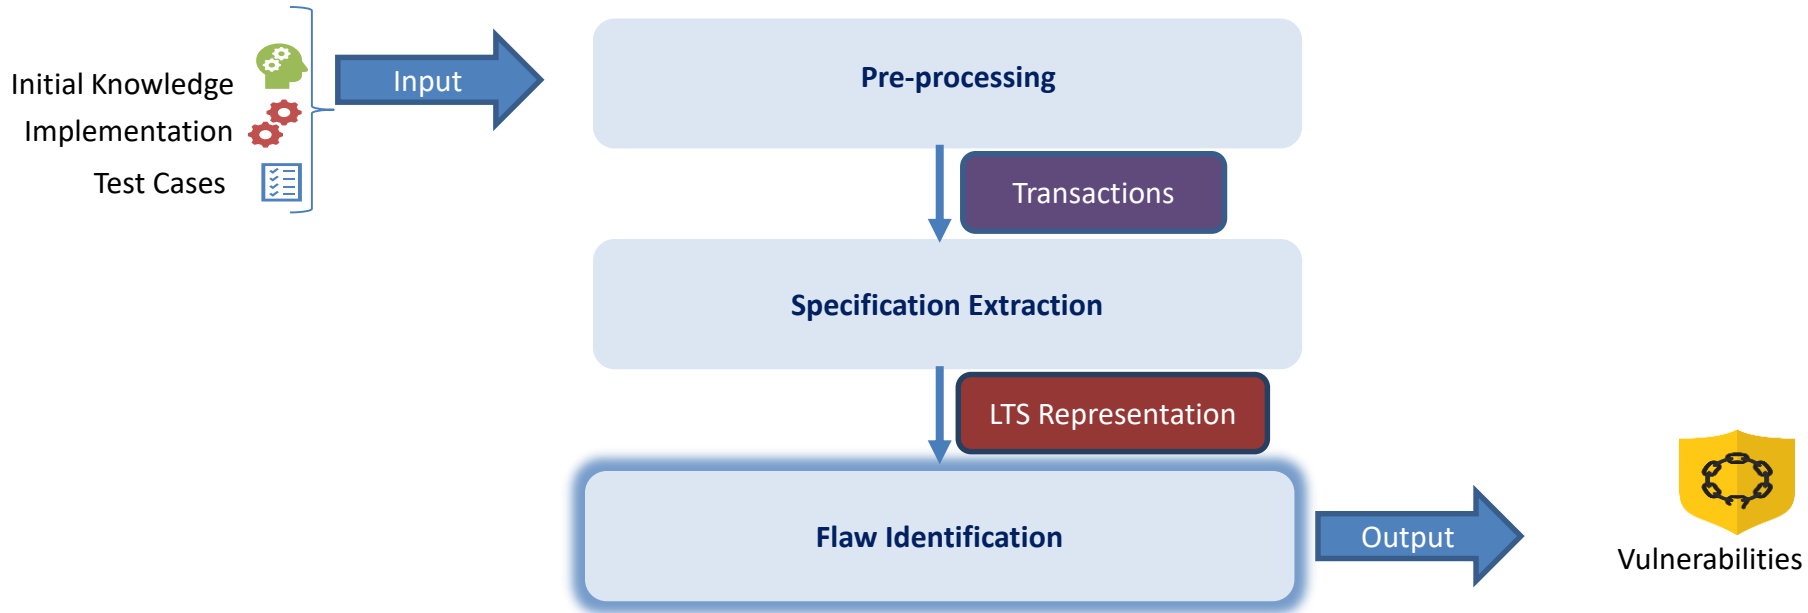 Initial Knowledge
Implementation
Test Cases
Input
Pre-processing
Transactions
Specification Extraction
LTS Representation
Flaw Identification
Output
Vulnerabilities